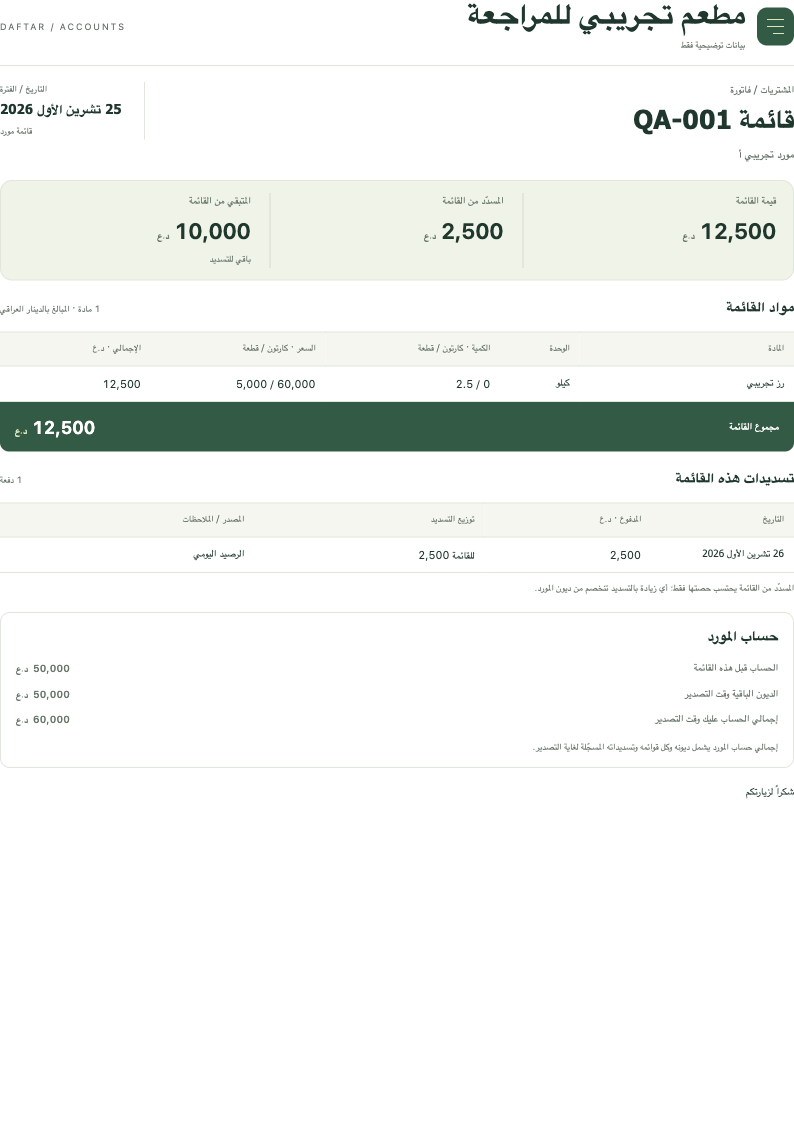 مطعم تجريبي للمراجعة
بيانات توضيحية فقط
DAFTAR / ACCOUNTS
المشتريات / فاتورة
قائمة QA-001
مورد تجريبي أ
التاريخ / الفترة
25 تشرين الأول 2026
قائمة مورد
قيمة القائمة
12,500 د.ع
المسدّد من القائمة
2,500 د.ع
المتبقي من القائمة
10,000 د.ع
باقي للتسديد
مواد القائمة
1 مادة · المبالغ بالدينار العراقي
المادة الوحدة الكمية · كارتون / قطعة السعر · كارتون / قطعة الإجمالي · د.ع
رز تجريبي كيلو 0 / 2.5 60,000 / 5,000 12,500
مجموع القائمة 12,500 د.ع
تسديدات هذه القائمة
1 دفعة
التاريخ المدفوع · د.ع توزيع التسديد المصدر / الملاحظات
26 تشرين الأول 2026 2,500 للقائمة 2,500 الرصيد اليومي
المسدّد من القائمة يحتسب حصتها فقط؛ أي زيادة بالتسديد تنخصم من ديون المورد.
حساب المورد
الحساب قبل هذه القائمة 50,000 د.ع
الديون الباقية وقت التصدير 50,000 د.ع
إجمالي الحساب عليك وقت التصدير 60,000 د.ع
إجمالي حساب المورد يشمل ديونه وكل قوائمه وتسديداته المسجّلة لغاية التصدير.
شكراً لزيارتكم